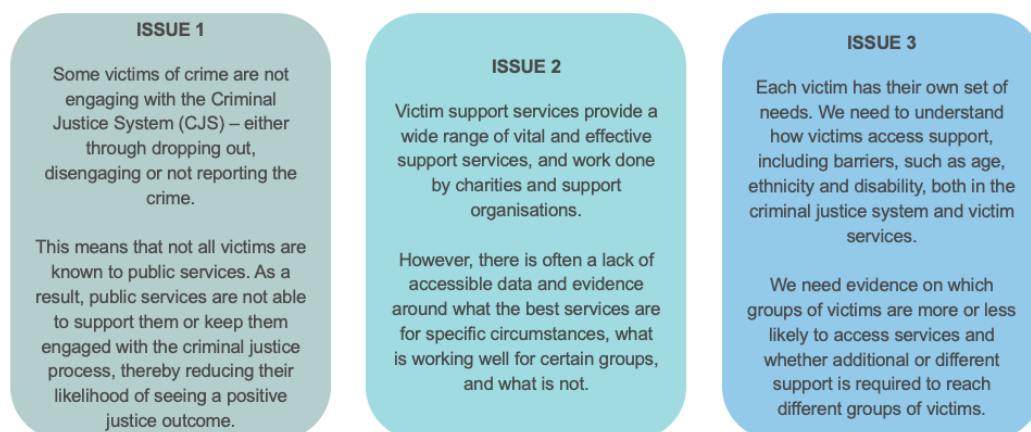 ISSUE 1
Some victims of crime are not
engaging with the Criminal
Justice System (CJS) – either
through dropping out,
disengaging or not reporting the
crime.
This means that not all victims are
known to public services. As a
result, public services are not able
to support them or keep them
engaged with the criminal justice
process, thereby reducing their
likelihood of seeing a positive
justice outcome.
ISSUE 2
Victim support services provide a
wide range of vital and effective
support services, and work done
by charities and support
organisations.
However, there is often a lack of
accessible data and evidence
around what the best services are
for specific circumstances, what
is working well for certain groups,
and what is not.
ISSUE 3
Each victim has their own set of
needs. We need to understand
how victims access support,
including barriers, such as age,
ethnicity and disability, both in the
criminal justice system and victim
services.
We need evidence on which
groups of victims are more or less
likely to access services and
whether additional or different
support is required to reach
different groups of victims.